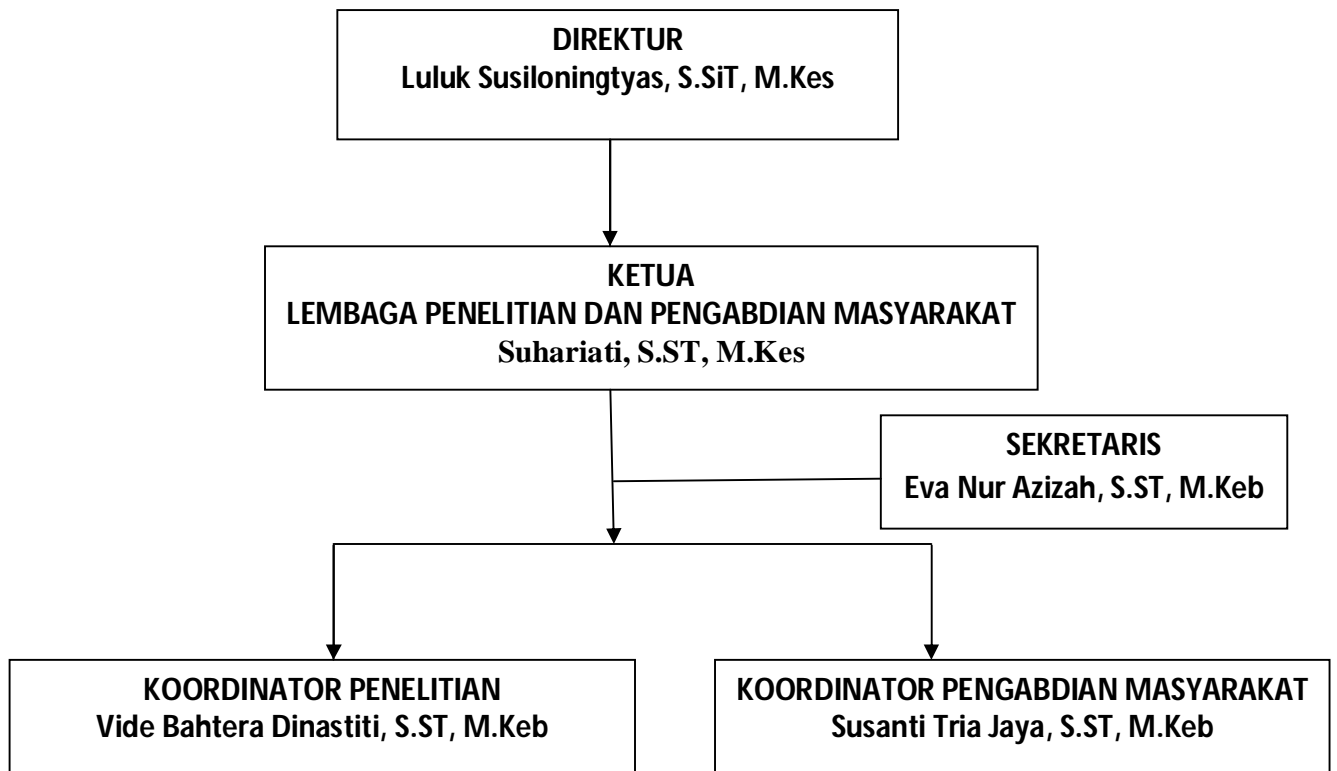 DIREKTUR
Luluk Susiloningtyas, S.SiT, M.Kes
KETUA
LEMBAGA PENELITIAN DAN PENGABDIAN MASYARAKAT
Suhariati, S.ST, M.Kes
SEKRETARIS
Eva Nur Azizah, S.ST, M.Keb
KOORDINATOR PENELITIAN
Vide Bahtera Dinastiti, S.ST, M.Keb
KOORDINATOR PENGABDIAN MASYARAKAT
Susanti Tria Jaya, S.ST, M.Keb